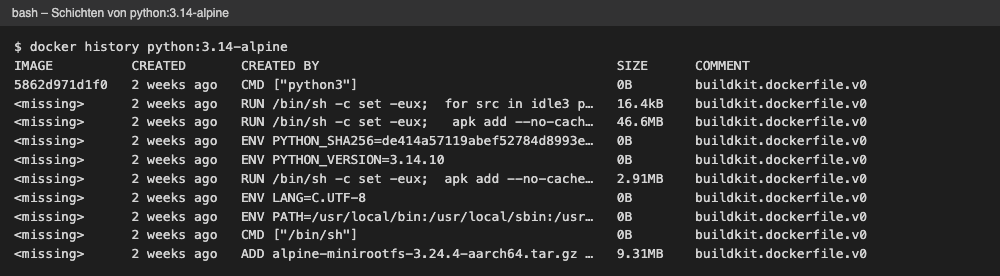 bash – Schichten von python:3.14-alpine
$ docker history python:3.14-alpine
IMAGE CREATED CREATED BY SIZE COMMENT
5862d971d1f0 2 weeks ago CMD ["python3"] 0B buildkit.dockerfile.v0
<missing> 2 weeks ago RUN /bin/sh -c set -eux; for src in idle3 p… 16.4kB buildkit.dockerfile.v0
<missing> 2 weeks ago RUN /bin/sh -c set -eux; apk add --no-cach… 46.6MB buildkit.dockerfile.v0
<missing> 2 weeks ago ENV PYTHON_SHA256=de414a57119abef52784d8993e… 0B buildkit.dockerfile.v0
<missing> 2 weeks ago ENV PYTHON_VERSION=3.14.10 0B buildkit.dockerfile.v0
<missing> 2 weeks ago RUN /bin/sh -c set -eux; apk add --no-cache… 2.91MB buildkit.dockerfile.v0
<missing> 2 weeks ago ENV LANG=C.UTF-8 0B buildkit.dockerfile.v0
<missing> 2 weeks ago ENV PATH=/usr/local/bin:/usr/local/sbin:/usr… 0B buildkit.dockerfile.v0
<missing> 2 weeks ago CMD ["/bin/sh"] 0B buildkit.dockerfile.v0
<missing> 2 weeks ago ADD alpine-minirootfs-3.24.4-aarch64.tar.gz … 9.31MB buildkit.dockerfile.v0